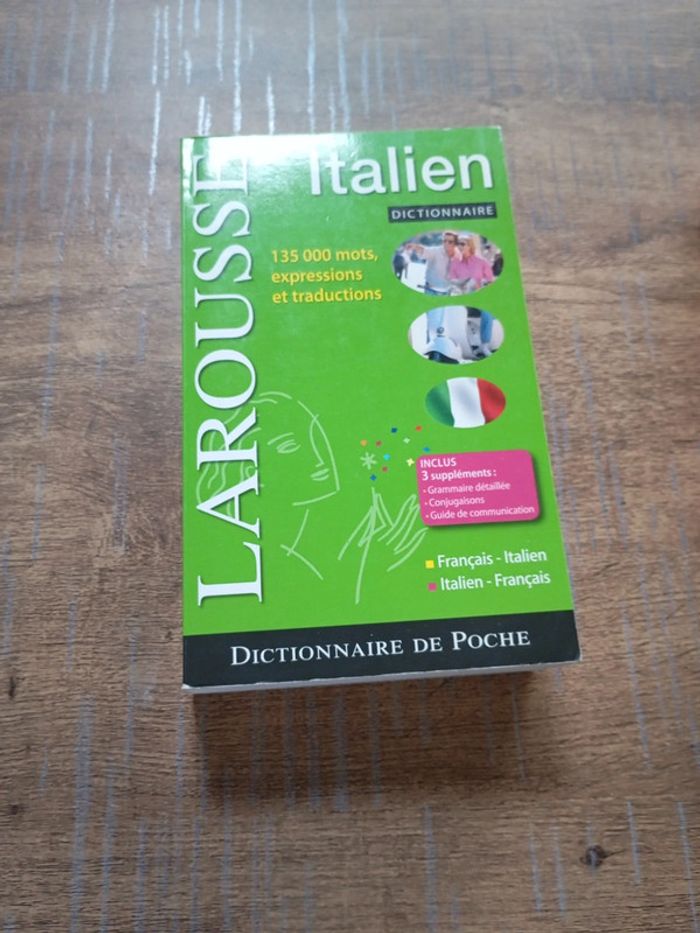 LAROUSSE
Italien
DICTIONNAIRE
135 000 mots,
expressions
et traductions
INCLUS
3 suppléments :
- Grammaire détaillée
- Conjugaisons
- Guide de communication
Français - Italien
Italien - Français
DICTIONNAIRE DE POCHE